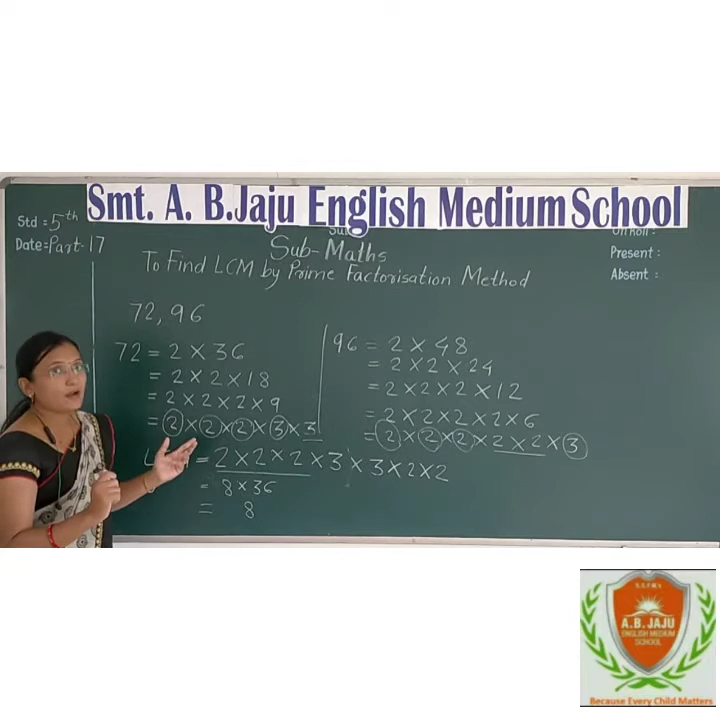 Smt. A. B.Jaju English Medium School
Std = 5th
Date=Part-17
Sub- Maths
On Roll :
Present :
Absent :
To Find LCM by Prime Factorisation Method
72, 96
72 = 2 × 36
= 2 × 2 × 18
= 2 × 2 × 2 × 9
= 2 × 2 × 2 × 3 × 3
96 = 2 × 48
= 2 × 2 × 24
= 2 × 2 × 2 × 12
= 2 × 2 × 2 × 2 × 6
= 2 × 2 × 2 × 2 × 2 × 3
= 2 × 2 × 2 × 3 × 3 × 2 × 2
= 8 × 36
= 8
A.B. JAJU
ENGLISH MEDIUM
SCHOOL
Because Every Child Matters